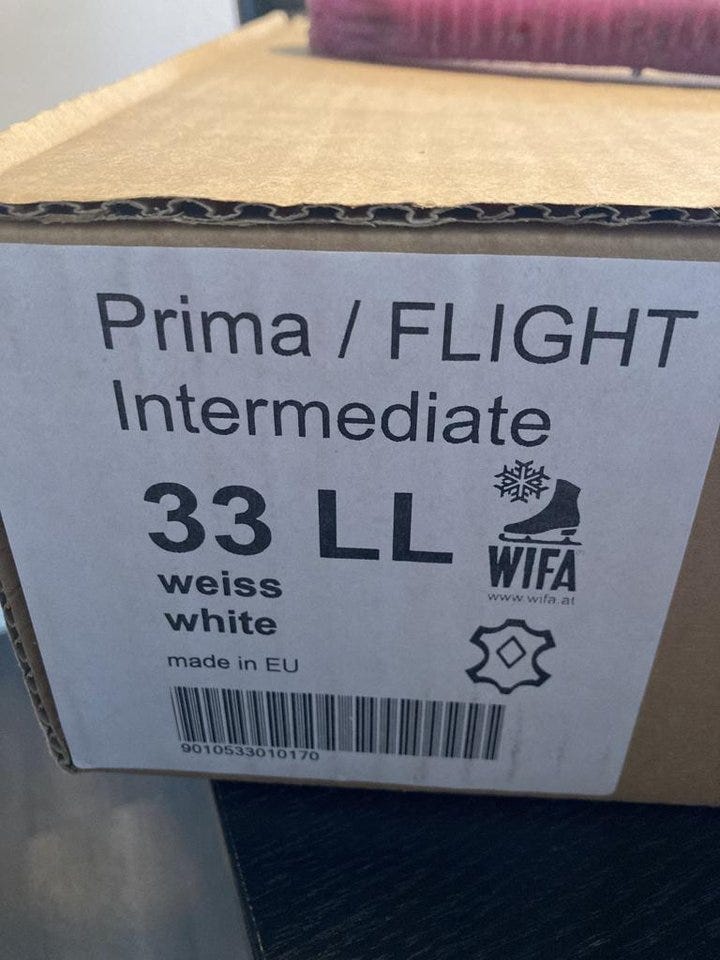 Prima / FLIGHT
Intermediate
33 LL
weiss
white
made in EU
WIFA
www.wifa.at
9010533010170